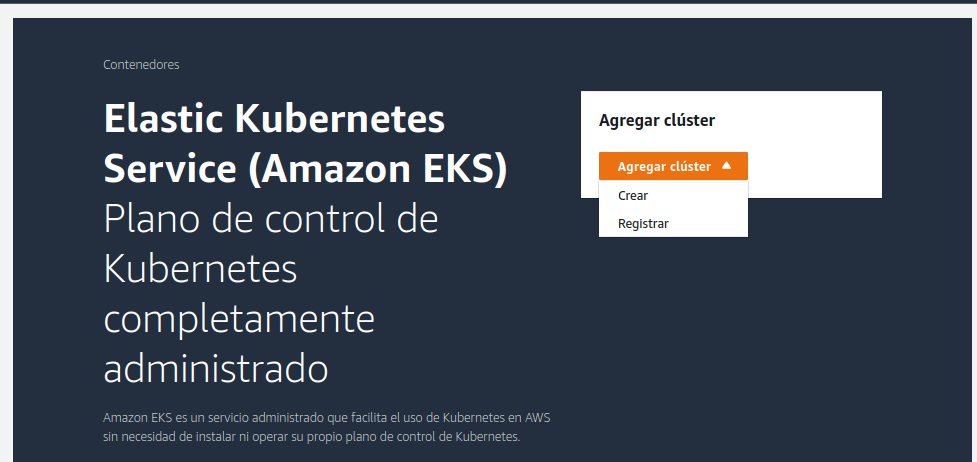 Contenedores
Elastic Kubernetes
Service (Amazon EKS)
Plano de control de
Kubernetes
completamente
administrado
Amazon EKS es un servicio administrado que facilita el uso de Kubernetes en AWS
sin necesidad de instalar ni operar su propio plano de control de Kubernetes.
Agregar clúster
Agregar clúster
Crear
Registrar